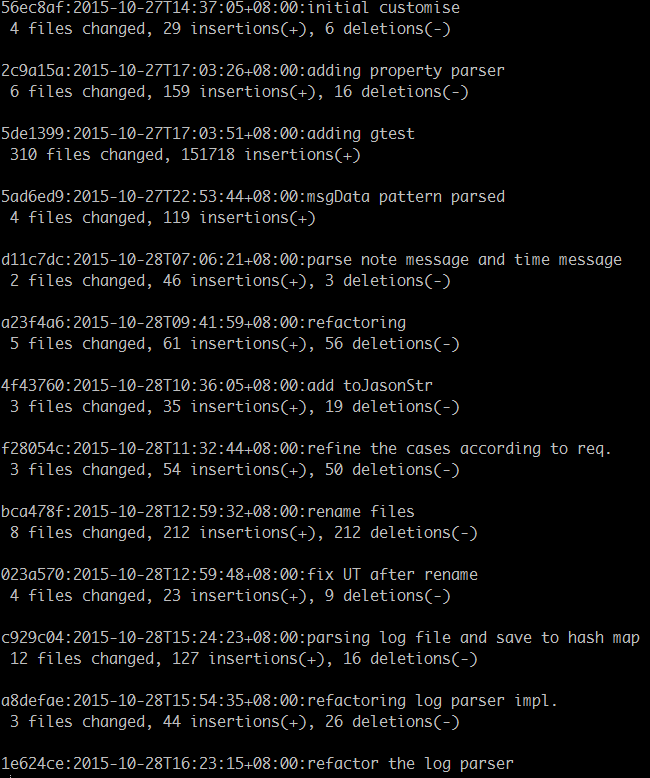 56ec8af:2015-10-27T14:37:05+08:00:initial customise
4 files changed, 29 insertions(+), 6 deletions(-)
2c9a15a:2015-10-27T17:03:26+08:00:adding property parser
6 files changed, 159 insertions(+), 16 deletions(-)
5de1399:2015-10-27T17:03:51+08:00:adding gtest
310 files changed, 151718 insertions(+)
5ad6ed9:2015-10-27T22:53:44+08:00:msgData pattern parsed
4 files changed, 119 insertions(+)
d11c7dc:2015-10-28T07:06:21+08:00:parse note message and time message
2 files changed, 46 insertions(+), 3 deletions(-)
a23f4a6:2015-10-28T09:41:59+08:00:refactoring
5 files changed, 61 insertions(+), 56 deletions(-)
4f43760:2015-10-28T10:36:05+08:00:add toJasonStr
3 files changed, 35 insertions(+), 19 deletions(-)
f28054c:2015-10-28T11:32:44+08:00:refine the cases according to req.
3 files changed, 54 insertions(+), 50 deletions(-)
bca478f:2015-10-28T12:59:32+08:00:rename files
8 files changed, 212 insertions(+), 212 deletions(-)
023a570:2015-10-28T12:59:48+08:00:fix UT after rename
4 files changed, 23 insertions(+), 9 deletions(-)
c929c04:2015-10-28T15:24:23+08:00:parsing log file and save to hash map
12 files changed, 127 insertions(+), 16 deletions(-)
a8defae:2015-10-28T15:54:35+08:00:refactoring log parser impl.
3 files changed, 44 insertions(+), 26 deletions(-)
1e624ce:2015-10-28T16:23:15+08:00:refactor the log parser